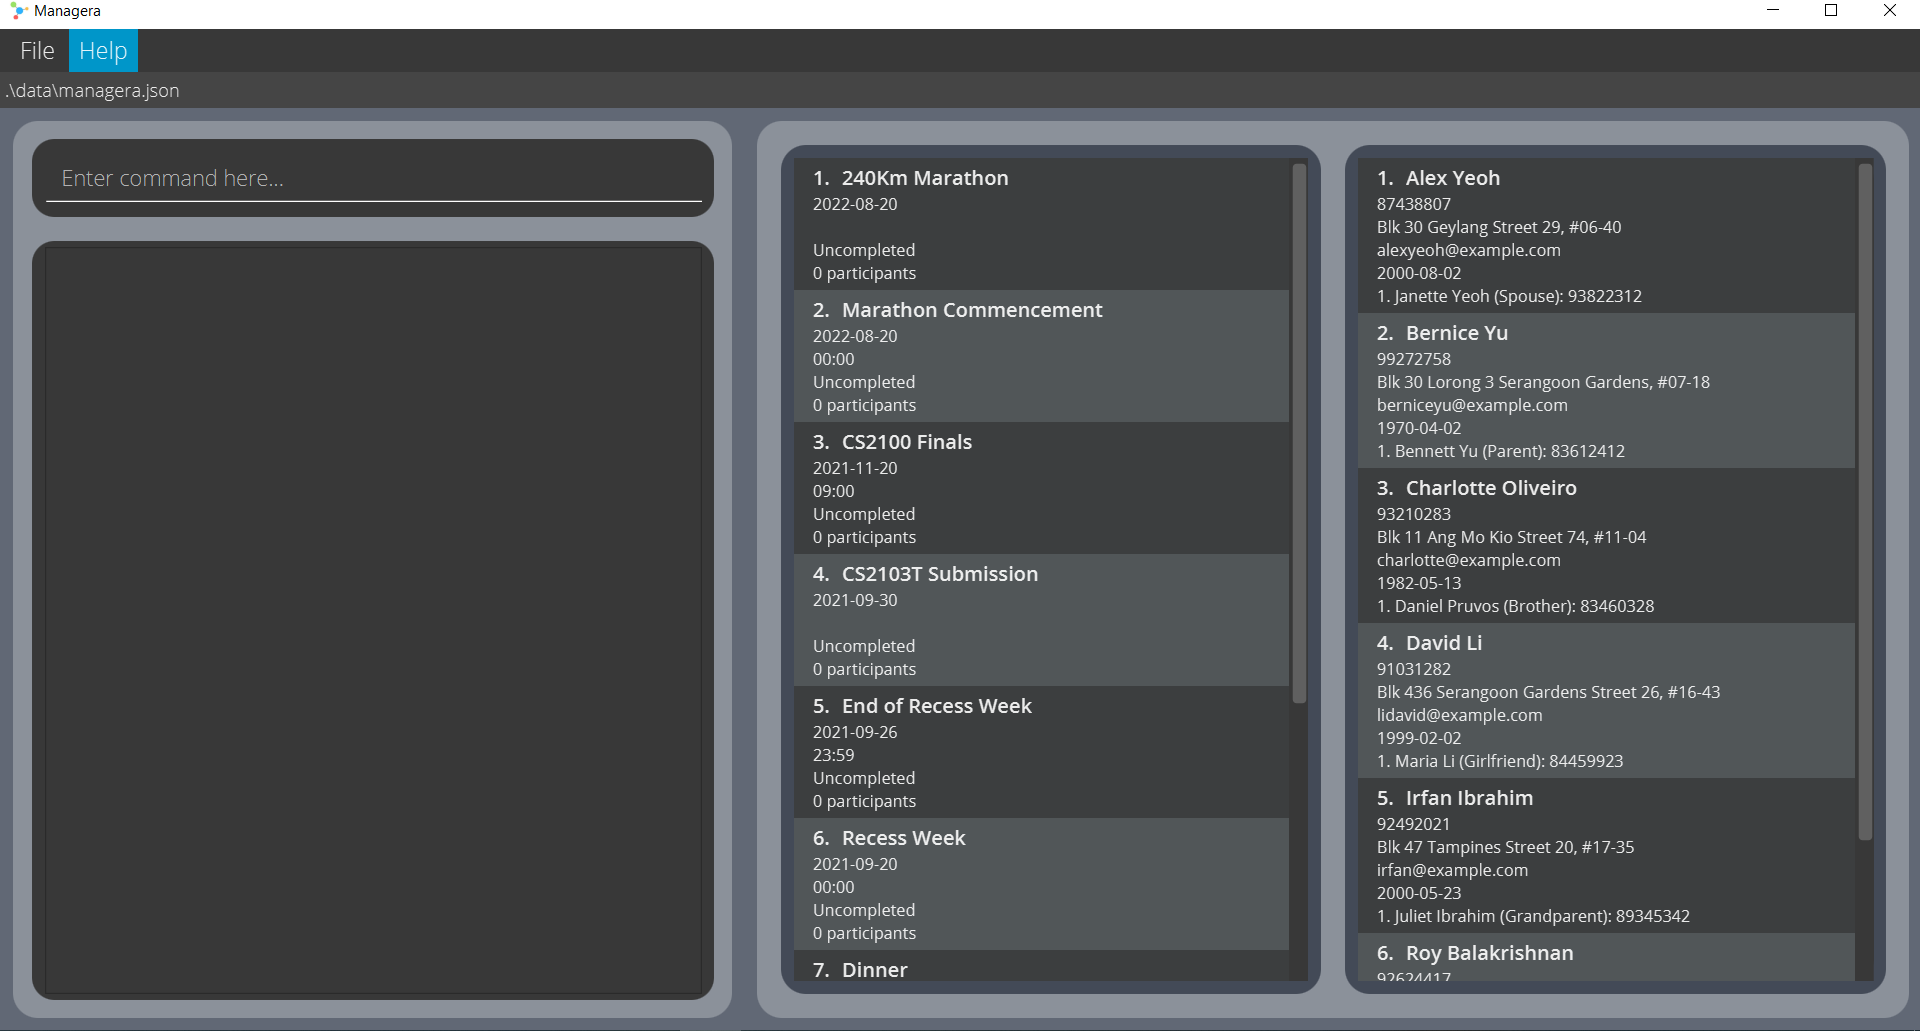 Managera
File Help
.\data\managera.json
Enter command here...
1. 240Km Marathon
2022-08-20
Uncompleted
0 participants
2. Marathon Commencement
2022-08-20
00:00
Uncompleted
0 participants
3. CS2100 Finals
2021-11-20
09:00
Uncompleted
0 participants
4. CS2103T Submission
2021-09-30
Uncompleted
0 participants
5. End of Recess Week
2021-09-26
23:59
Uncompleted
0 participants
6. Recess Week
2021-09-20
00:00
Uncompleted
0 participants
7. Dinner
1. Alex Yeoh
87438807
Blk 30 Geylang Street 29, #06-40
alexyeoh@example.com
2000-08-02
1. Janette Yeoh (Spouse): 93822312
2. Bernice Yu
99272758
Blk 30 Lorong 3 Serangoon Gardens, #07-18
berniceyu@example.com
1970-04-02
1. Bennett Yu (Parent): 83612412
3. Charlotte Oliveiro
93210283
Blk 11 Ang Mo Kio Street 74, #11-04
charlotte@example.com
1982-05-13
1. Daniel Pruvos (Brother): 83460328
4. David Li
91031282
Blk 436 Serangoon Gardens Street 26, #16-43
lidavid@example.com
1999-02-02
1. Maria Li (Girlfriend): 84459923
5. Irfan Ibrahim
92492021
Blk 47 Tampines Street 20, #17-35
irfan@example.com
2000-05-23
1. Juliet Ibrahim (Grandparent): 89345342
6. Roy Balakrishnan
92624417